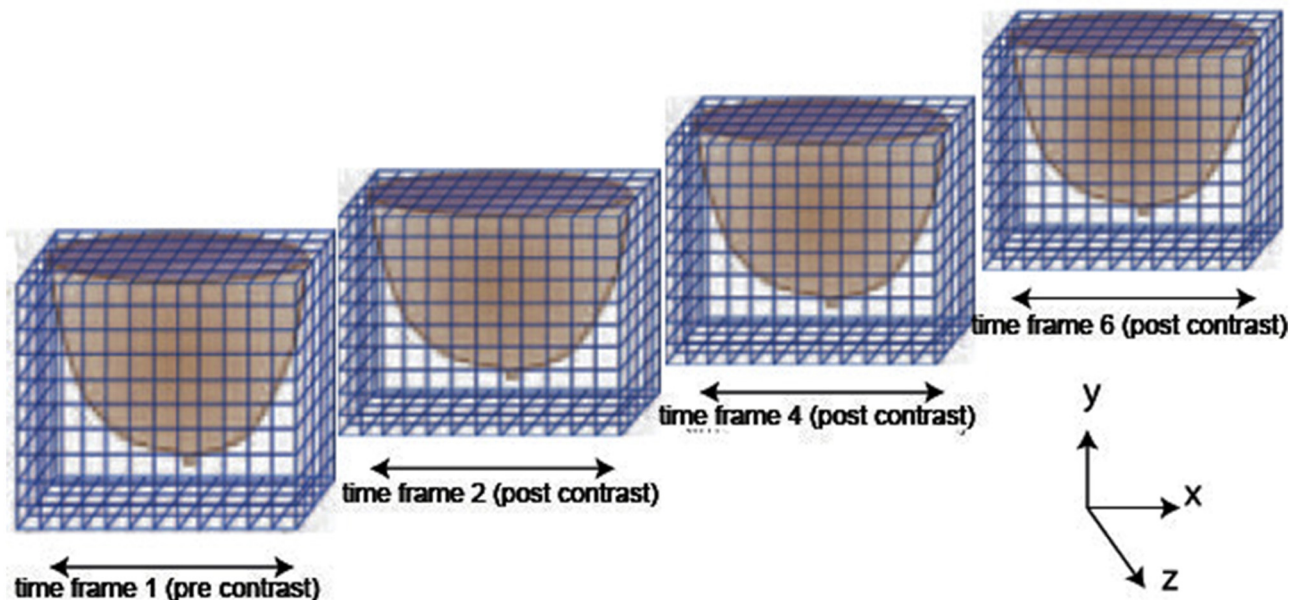 time frame 6 (post contrast)
time frame 4 (post contrast)
time frame 2 (post contrast)
time frame 1 (pre contrast)
y
x
z